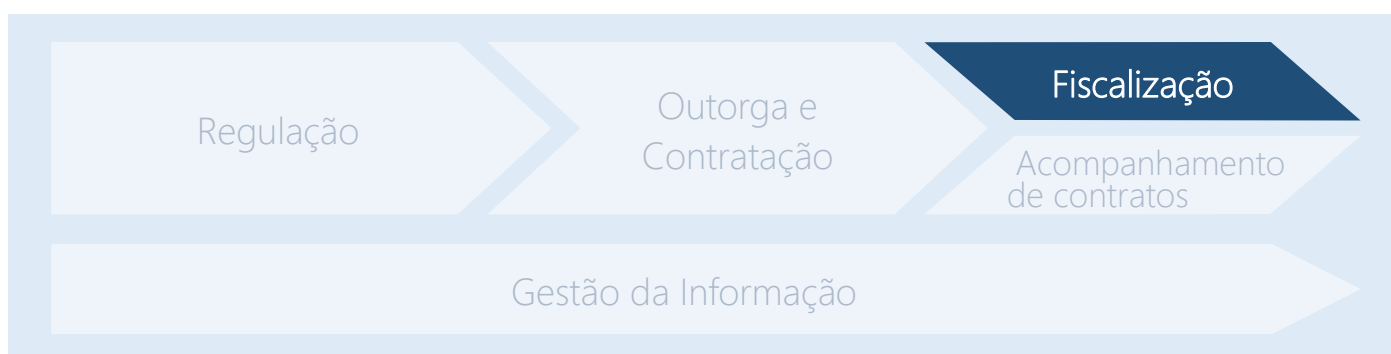 Regulação
Outorga e
Contratação
Fiscalização
Acompanhamento
de contratos
Gestão da Informação